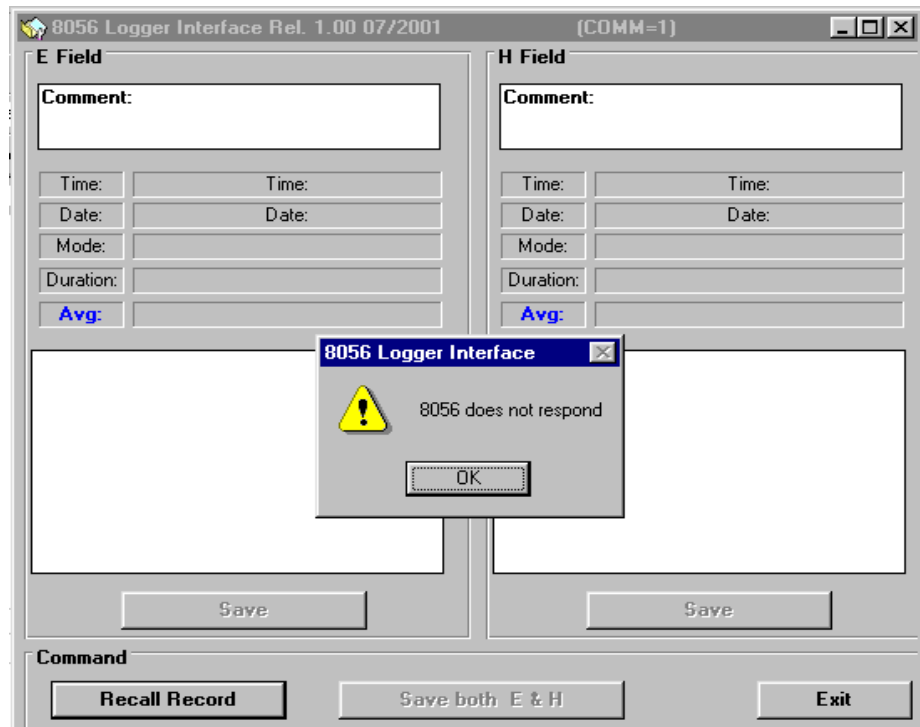 8056 Logger Interface Rel. 1.00 07/2001 (COMM=1)
E Field
Comment:
Time: Time:
Date: Date:
Mode:
Duration:
Avg:
Save
H Field
Comment:
Time: Time:
Date: Date:
Mode:
Duration:
Avg:
Save
8056 Logger Interface
8056 does not respond
OK
Command
Recall Record
Save both E & H
Exit